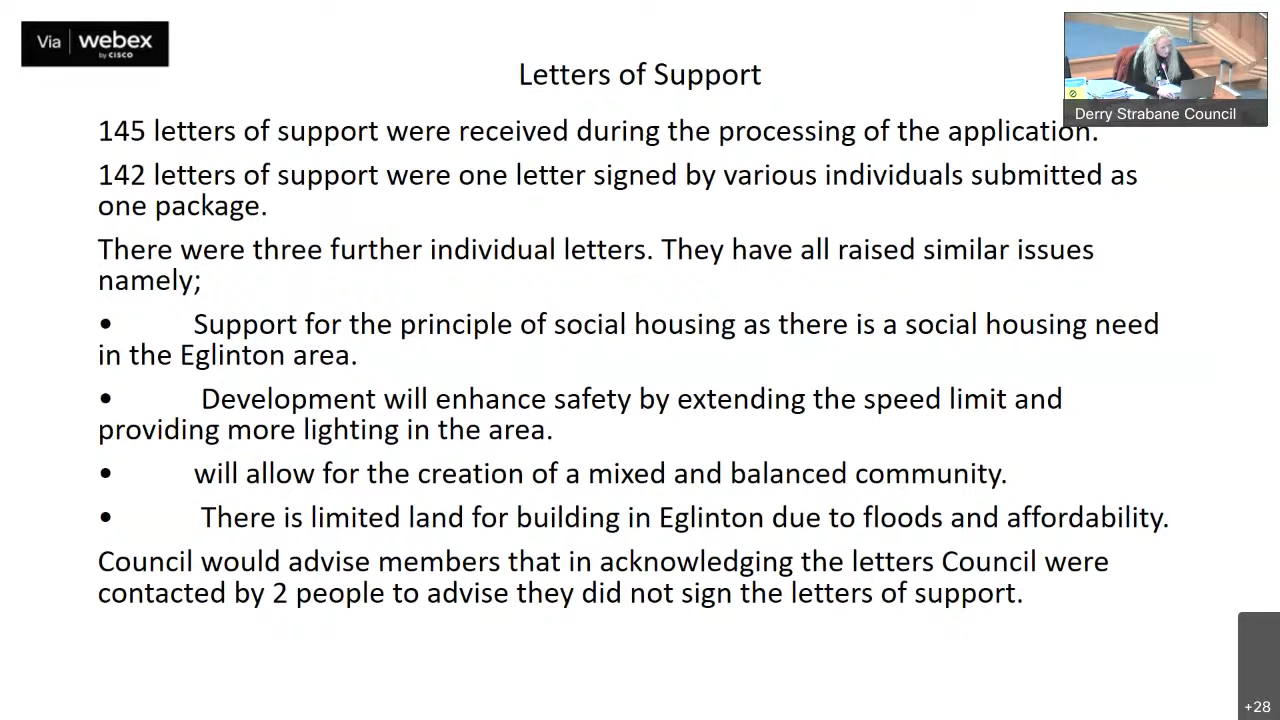 Via webex
by CISCO
Letters of Support
Derry Strabane Council
145 letters of support were received during the processing of the application.
142 letters of support were one letter signed by various individuals submitted as
one package.
There were three further individual letters. They have all raised similar issues
namely;
• Support for the principle of social housing as there is a social housing need
in the Eglinton area.
• Development will enhance safety by extending the speed limit and
providing more lighting in the area.
• will allow for the creation of a mixed and balanced community.
• There is limited land for building in Eglinton due to floods and affordability.
Council would advise members that in acknowledging the letters Council were
contacted by 2 people to advise they did not sign the letters of support.
+28